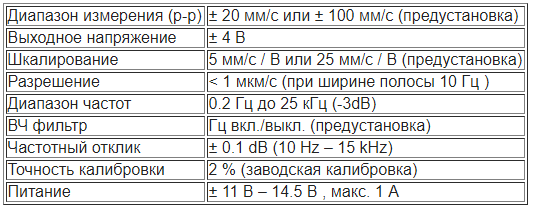 Диапазон измерения (p-p) ± 20 мм/с или ± 100 мм/с (предустановка)
Выходное напряжение ± 4 В
Шкалирование 5 мм/с / В или 25 мм/с / В (предустановка)
Разрешение < 1 мкм/с (при ширине полосы 10 Гц )
Диапазон частот 0.2 Гц до 25 кГц (-3dB)
ВЧ фильтр Гц вкл./выкл. (предустановка)
Частотный отклик ± 0.1 dB (10 Hz – 15 kHz)
Точность калибровки 2 % (заводская калибровка)
Питание ± 11 В – 14.5 В , макс. 1 А